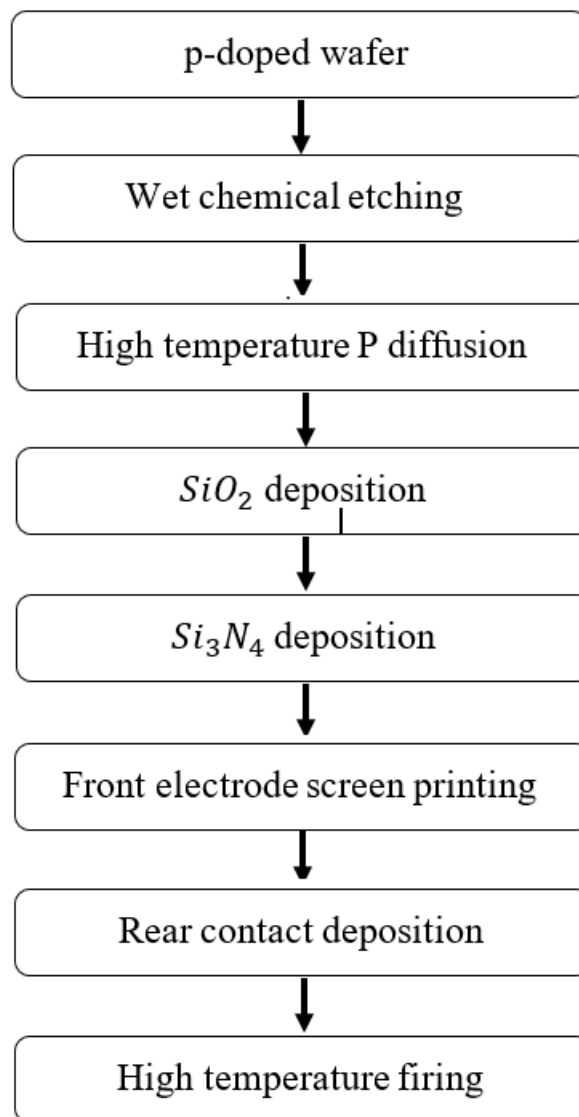 p-doped wafer
Wet chemical etching
High temperature P diffusion
SiO₂ deposition
Si₃N₄ deposition
Front electrode screen printing
Rear contact deposition
High temperature firing